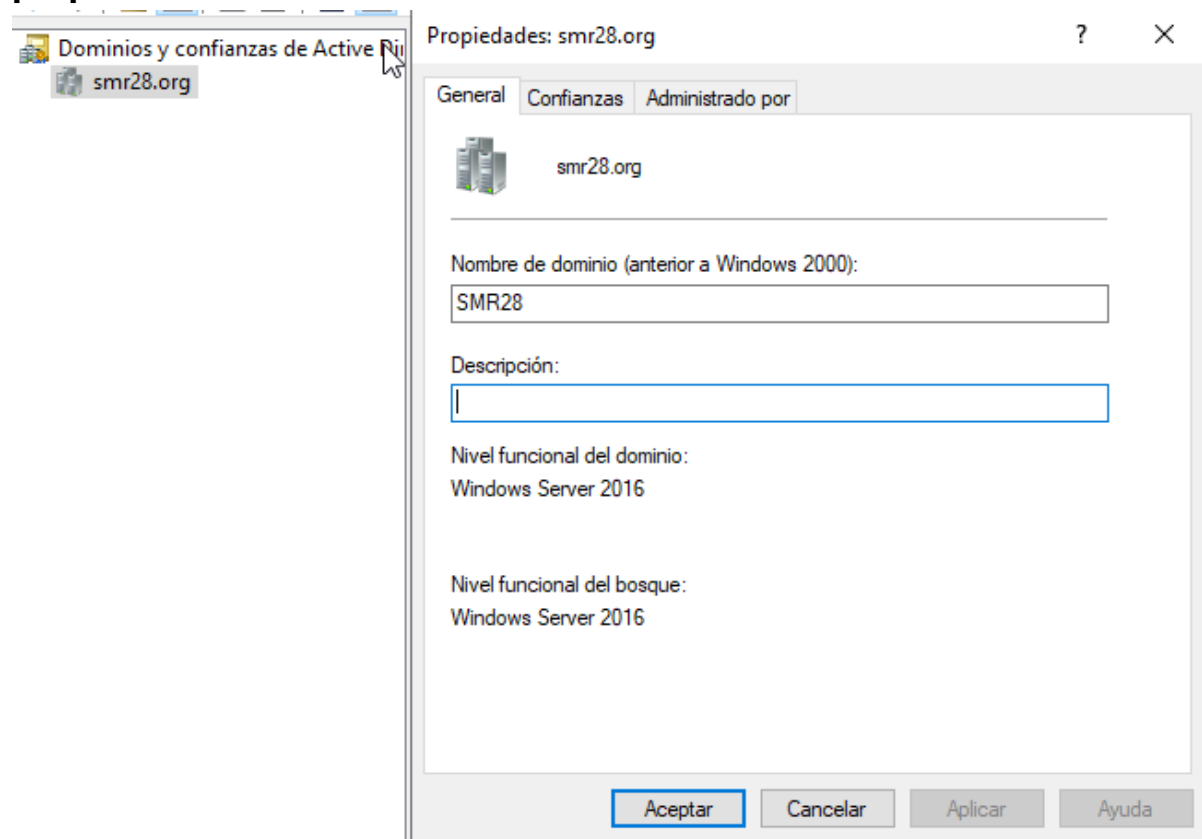 Dominios y confianzas de Active Di
smr28.org
Propiedades: smr28.org ? ×
General Confianzas Administrado por
smr28.org
Nombre de dominio (anterior a Windows 2000):
SMR28
Descripción:
Nivel funcional del dominio:
Windows Server 2016
Nivel funcional del bosque:
Windows Server 2016
Aceptar Cancelar Aplicar Ayuda